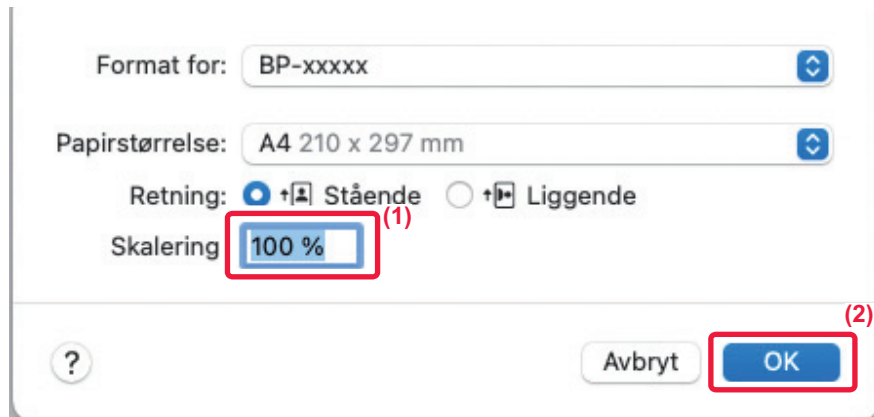 Format for: BP-xxxxx
Papirstørrelse: A4 210 x 297 mm
Retning: Stående Liggende
(1)
Skalering 100 %
(2)
? Avbryt OK